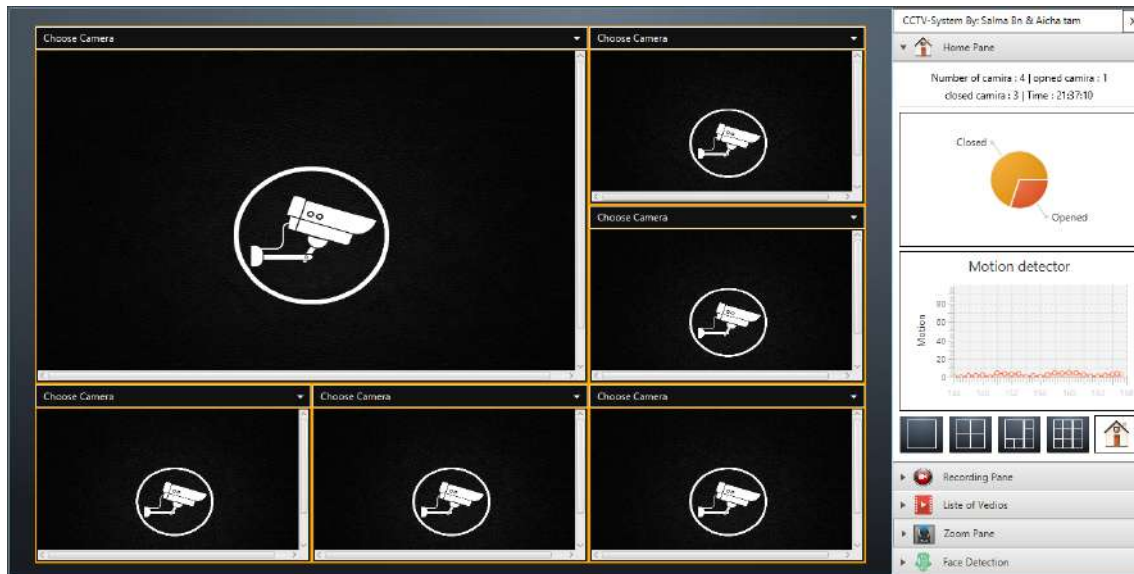 Choose Camera
Choose Camera
Choose Camera
Choose Camera
Choose Camera
Choose Camera
CCTV-System By: Salma Bn & Aicha tam
Home Pane
Number of camira : 4 | opned camira : 1
closed camira : 3 | Time : 21:37:10
Closed
Opened
Motion detector
Motion
80
60
40
20
0
Recording Pane
Liste of Vedios
Zoom Pane
Face Detection